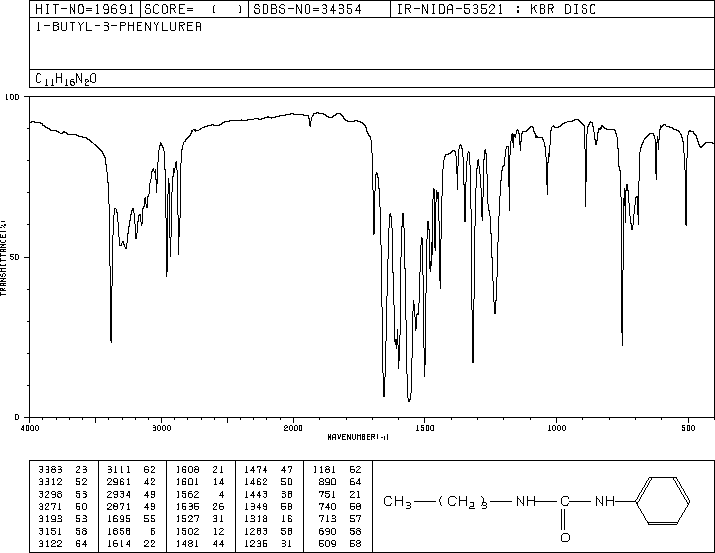 HIT-NO=19691 SCORE= ( ) SDBS-NO=34354 IR-NIDA-53521 : KBR DISC
1-BUTYL-3-PHENYLUREA
C11H16N2O
100
50
0
TRANSMITTANCE(%)
4000 3000 2000 1500 1000 500
WAVENUMBER(-1)
3383 23 3111 62 1608 21 1474 47 1181 62
3312 52 2961 42 1601 14 1462 50 890 64
3298 53 2934 49 1562 4 1443 38 751 21
3271 50 2871 49 1535 26 1349 58 740 58
3193 53 1695 55 1527 31 1318 16 713 57
3151 58 1658 6 1502 12 1283 58 690 58
3122 64 1614 22 1481 44 1235 31 509 58
CH3 (CH2)3 NH C NH
O